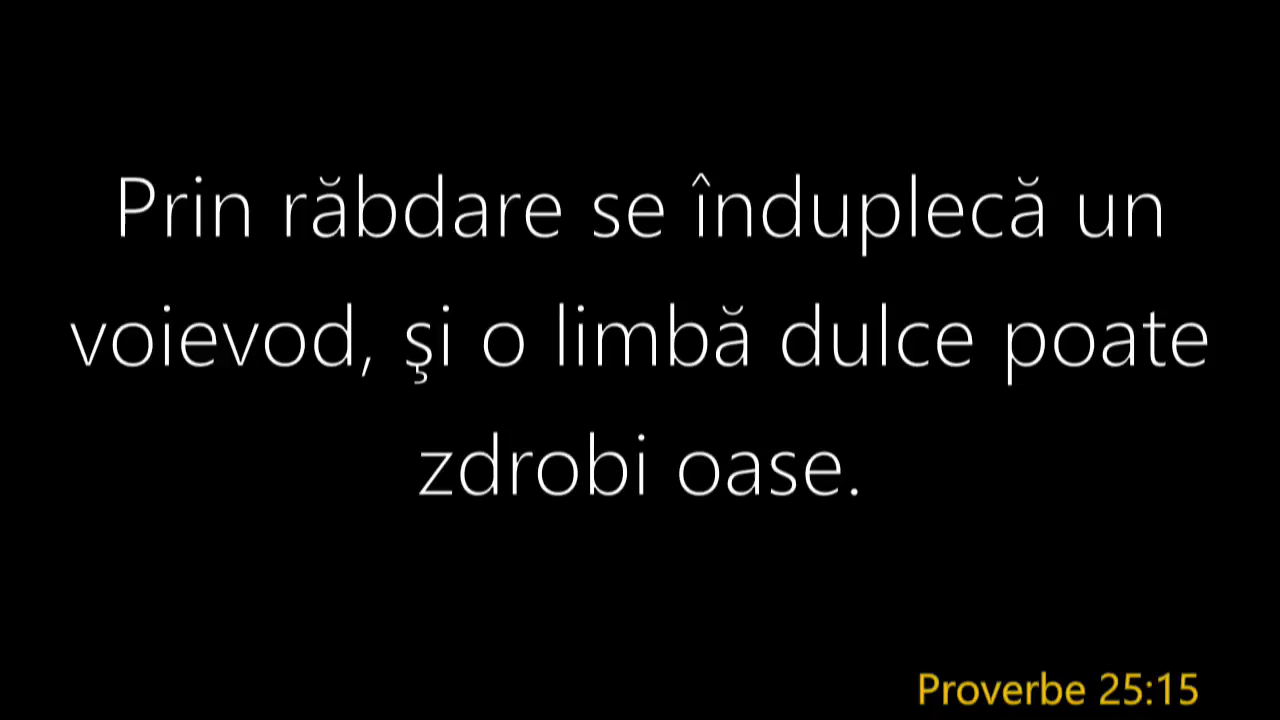 Prin răbdare se înduplecă un
voievod, şi o limbă dulce poate
zdrobi oase.
Proverbe 25:15